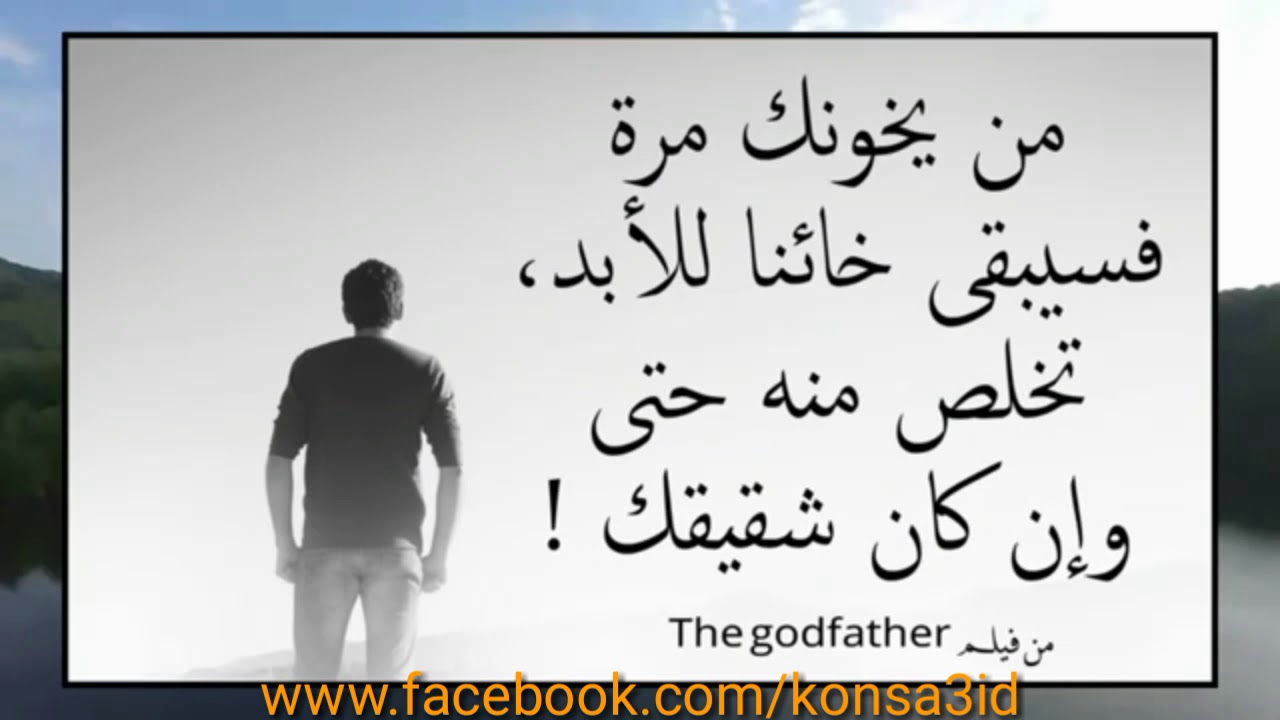 من يخونك مرة
فسيبقى خائنا للأبد،
تخلص منه حتى
وإن كان شقيقك !
من فيلم The godfather
www.facebook.com/konsa3id